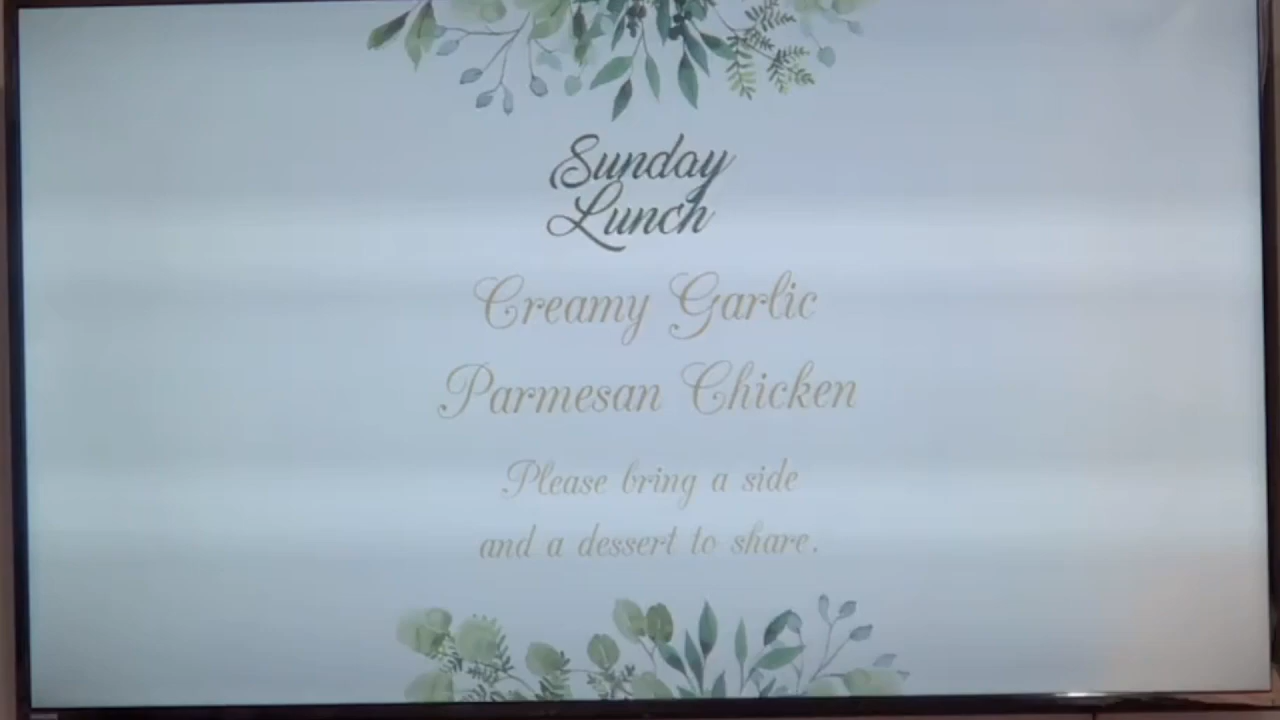 Sunday
Lunch
Creamy Garlic
Parmesan Chicken
Please bring a side
and a dessert to share.